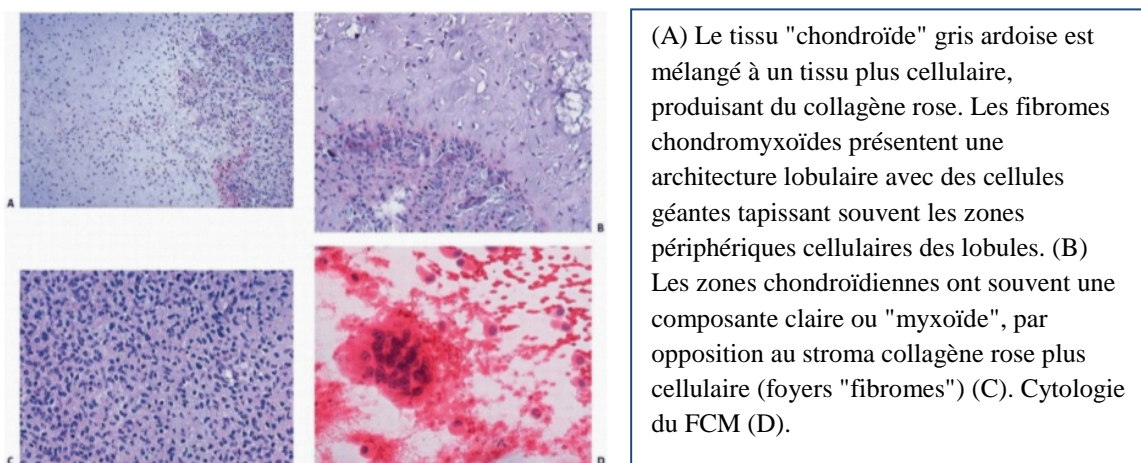 A
B
C
D
(A) Le tissu "chondroïde" gris ardoise est
mélangé à un tissu plus cellulaire,
produisant du collagène rose. Les fibromes
chondromyxoïdes présentent une
architecture lobulaire avec des cellules
géantes tapissant souvent les zones
périphériques cellulaires des lobules. (B)
Les zones chondroïdiennes ont souvent une
composante claire ou "myxoïde", par
opposition au stroma collagène rose plus
cellulaire (foyers "fibromes") (C). Cytologie
du FCM (D).